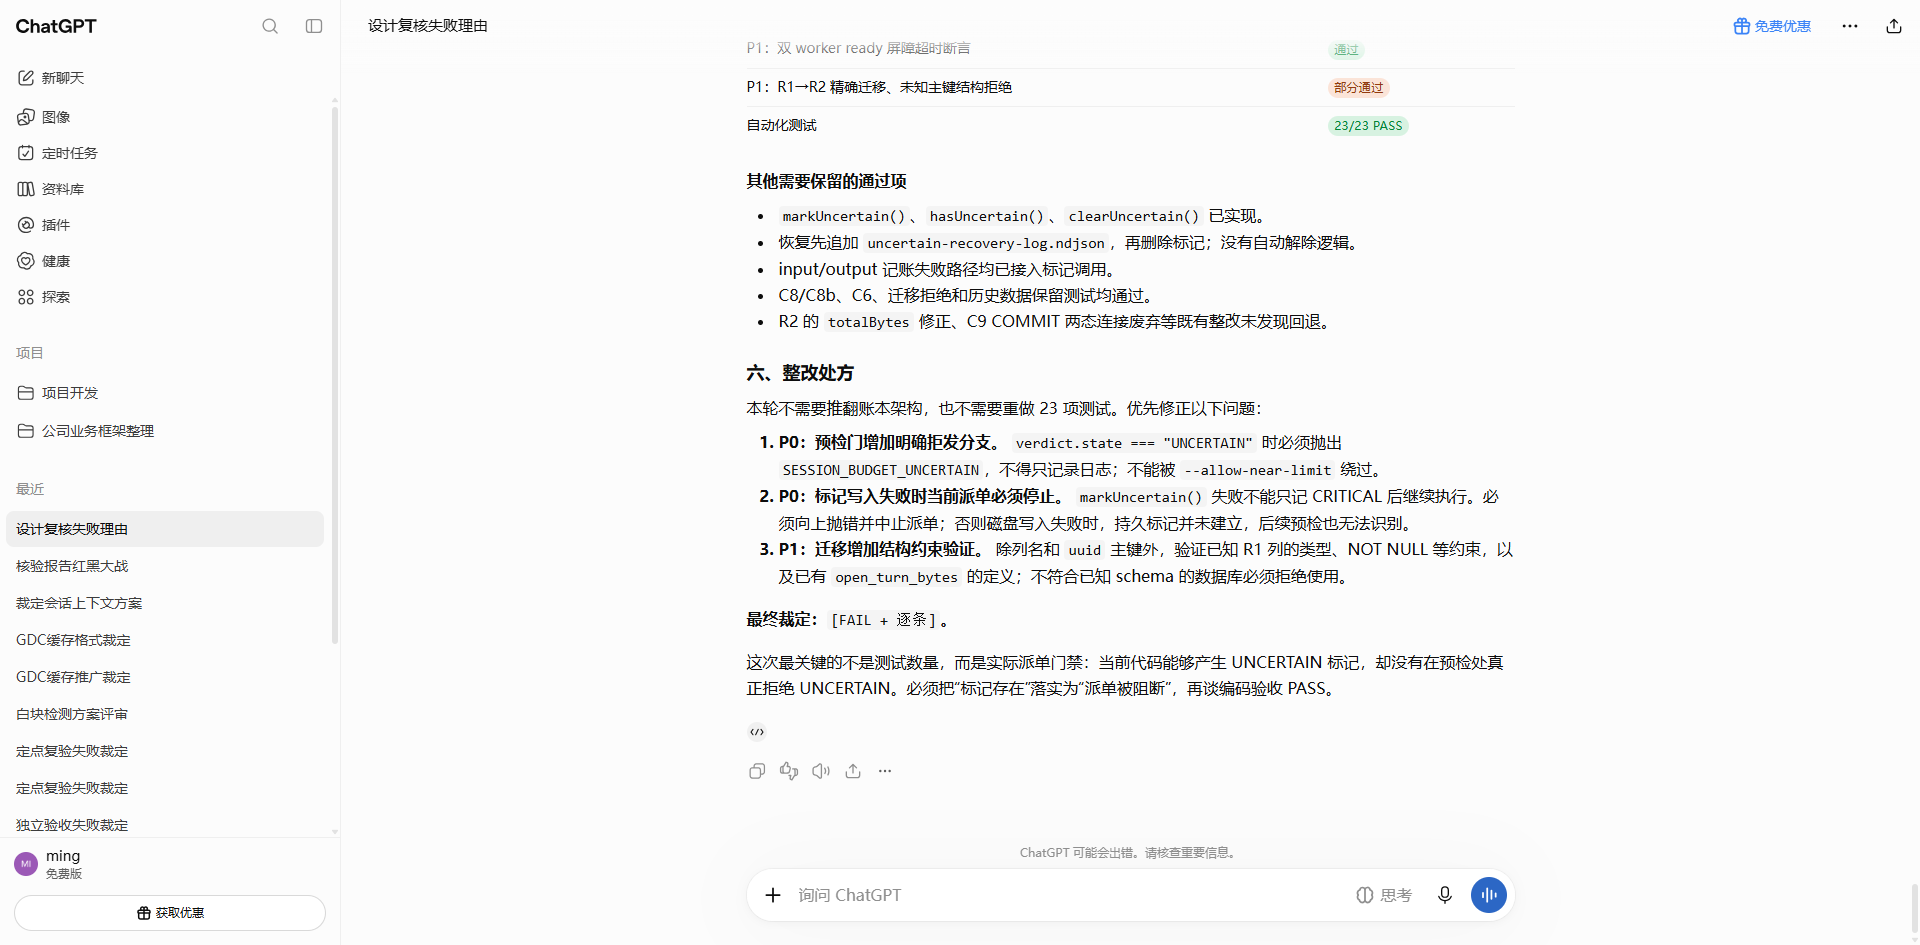 ChatGPT
新聊天
图像
定时任务
资料库
插件
健康
探索
项目
项目开发
公司业务框架整理
最近
设计复核失败理由
核验报告红黑大战
裁定会话上下文方案
GDC缓存格式裁定
GDC缓存推广裁定
白块检测方案评审
定点复验失败裁定
定点复验失败裁定
独立验收失败裁定
MI
ming
免费版
获取优惠
设计复核失败理由
免费优惠
P1：双 worker ready 屏障超时断言 通过
P1：R1→R2 精确迁移、未知主键结构拒绝 部分通过
自动化测试 23/23 PASS
其他需要保留的通过项
• markUncertain()、hasUncertain()、clearUncertain() 已实现。
• 恢复先追加 uncertain-recovery-log.ndjson，再删除标记；没有自动解除逻辑。
• input/output 记账失败路径均已接入标记调用。
• C8/C8b、C6、迁移拒绝和历史数据保留测试均通过。
• R2 的 totalBytes 修正、C9 COMMIT 两态连接废弃等既有整改未发现回退。
六、整改处方
本轮不需要推翻账本架构，也不需要重做 23 项测试。优先修正以下问题：
1. P0：预检门增加明确拒发分支。 verdict.state === "UNCERTAIN" 时必须抛出
SESSION_BUDGET_UNCERTAIN，不得只记录日志；不能被 --allow-near-limit 绕过。
2. P0：标记写入失败时当前派单必须停止。 markUncertain() 失败不能只记 CRITICAL 后继续执行。必
须向上抛错并中止派单；否则磁盘写入失败时，持久标记并未建立，后续预检也无法识别。
3. P1：迁移增加结构约束验证。 除列名和 uuid 主键外，验证已知 R1 列的类型、NOT NULL 等约束，以
及已有 open_turn_bytes 的定义；不符合已知 schema 的数据库必须拒绝使用。
最终裁定：[FAIL + 逐条]。
这次最关键的不是测试数量，而是实际派单门禁：当前代码能够产生 UNCERTAIN 标记，却没有在预检处真
正拒绝 UNCERTAIN。必须把“标记存在”落实为“派单被阻断”，再谈编码验收 PASS。
ChatGPT 可能会出错。请核查重要信息。
询问 ChatGPT
思考